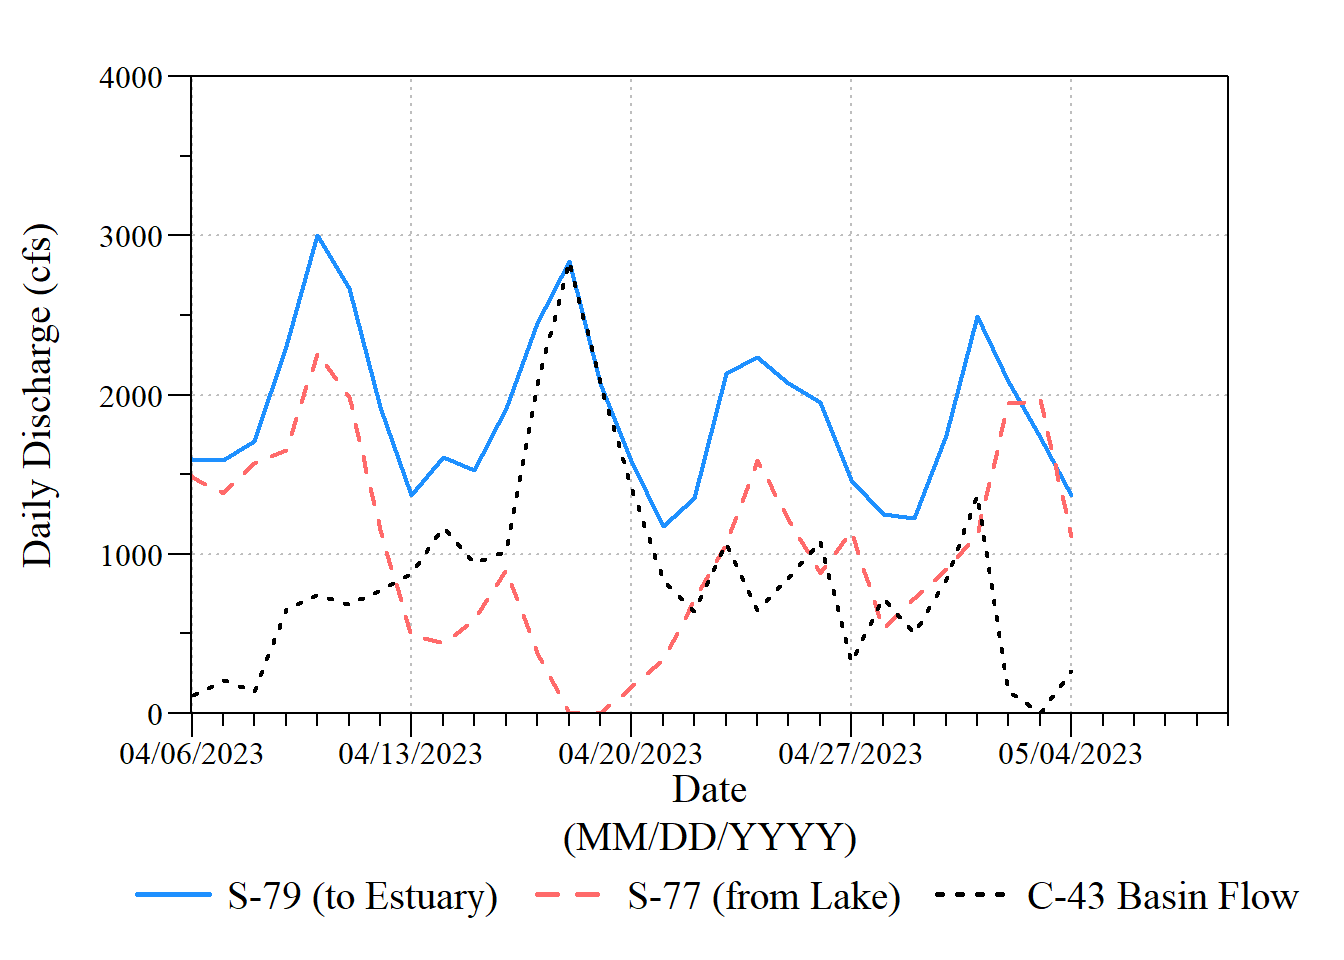 4000
3000
2000
1000
0
Daily Discharge (cfs)
04/06/2023 04/13/2023 04/20/2023 04/27/2023 05/04/2023
Date
(MM/DD/YYYY)
S-79 (to Estuary) S-77 (from Lake) C-43 Basin Flow